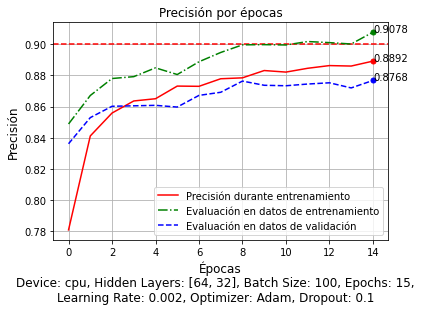 Precisión por épocas
0.9078
0.90
0.8892
0.88
0.8768
0.86
0.84
0.82
0.80
0.78
Precisión
Precisión durante entrenamiento
Evaluación en datos de entrenamiento
Evaluación en datos de validación
0 2 4 6 8 10 12 14
Épocas
Device: cpu, Hidden Layers: [64, 32], Batch Size: 100, Epochs: 15,
Learning Rate: 0.002, Optimizer: Adam, Dropout: 0.1